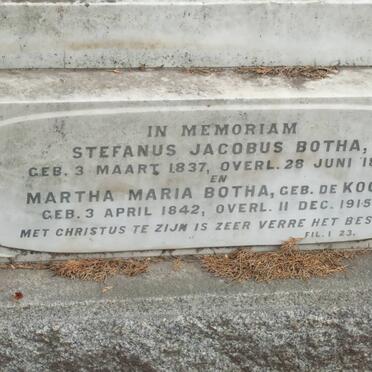 IN MEMORIAM
STEFANUS JACOBUS BOTHA,
GEB. 3 MAART 1837, OVERL. 28 JUNI
EN
MARTHA MARIA BOTHA, GEB. DE
GEB. 3 APRIL 1842, OVERL. 11 DEC. 1915
MET CHRISTUS TE ZIJN IS ZEER VERRE HET
FIL. 1 23.